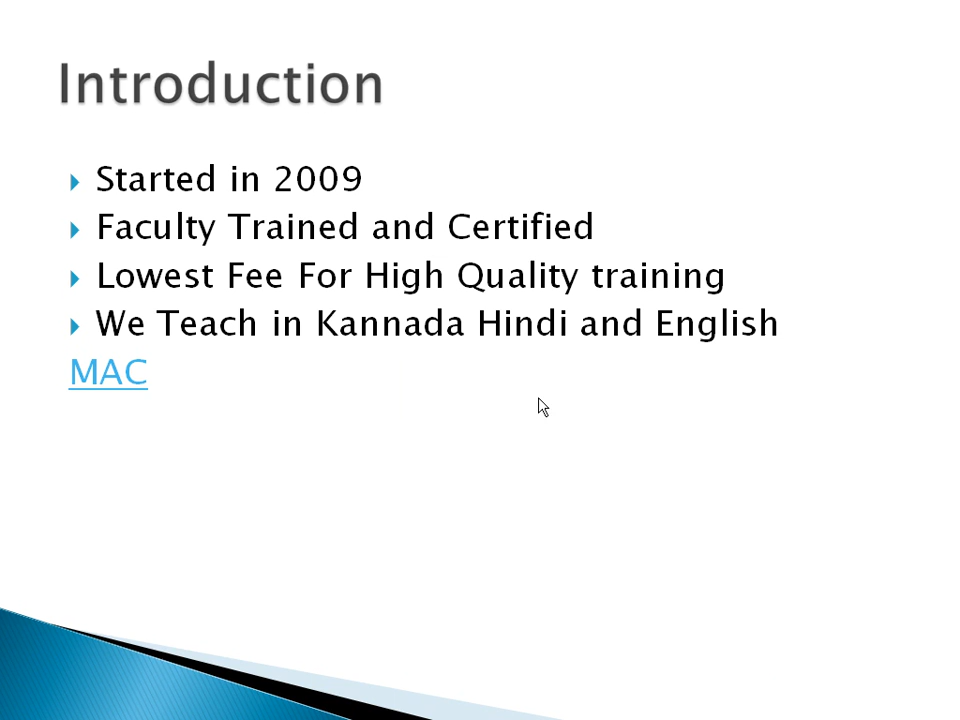 Introduction
Started in 2009
Faculty Trained and Certified
Lowest Fee For High Quality training
We Teach in Kannada Hindi and English
MAC